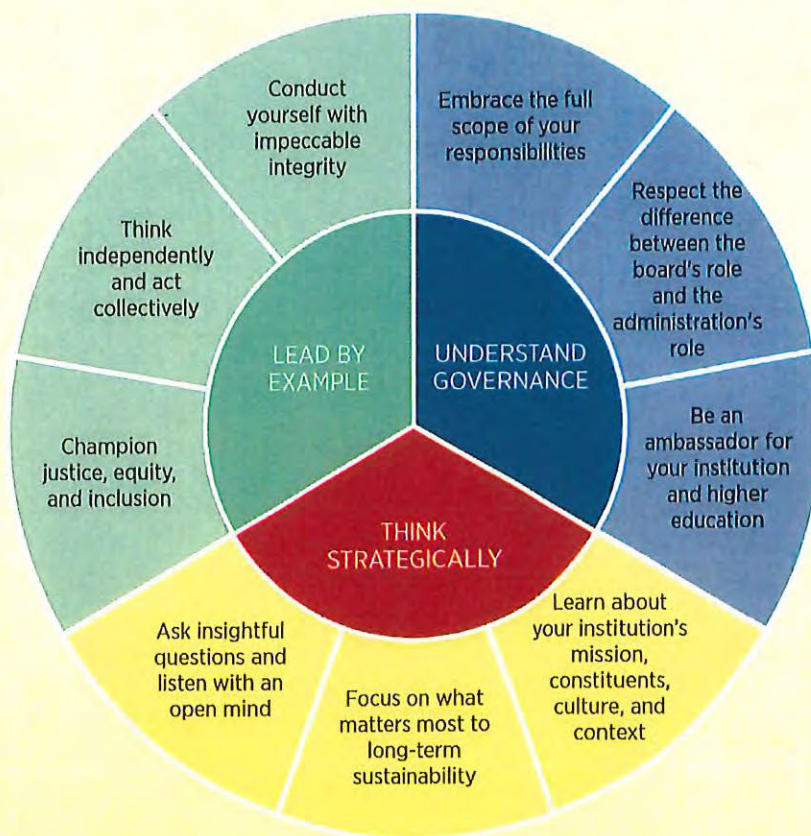 Conduct
yourself with
impeccable
integrity
Embrace the full
scope of your
responsibilities
Think
independently
and act
collectively
Respect the
difference
between the
board's role
and the
administration's
role
LEAD BY
EXAMPLE
UNDERSTAND
GOVERNANCE
Champion
justice, equity,
and inclusion
Be an
ambassador for
your institution
and higher
education
THINK
STRATEGICALLY
Ask insightful
questions and
listen with an
open mind
Focus on what
matters most to
long-term
sustainability
Learn about
your institution's
mission,
constituents,
culture, and
context